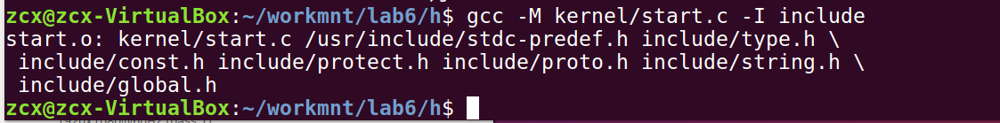 zcx@zcx-VirtualBox:~/workmnt/lab6/h$ gcc -M kernel/start.c -I include
start.o: kernel/start.c /usr/include/stdc-predef.h include/type.h \
 include/const.h include/protect.h include/proto.h include/string.h \
 include/global.h
zcx@zcx-VirtualBox:~/workmnt/lab6/h$